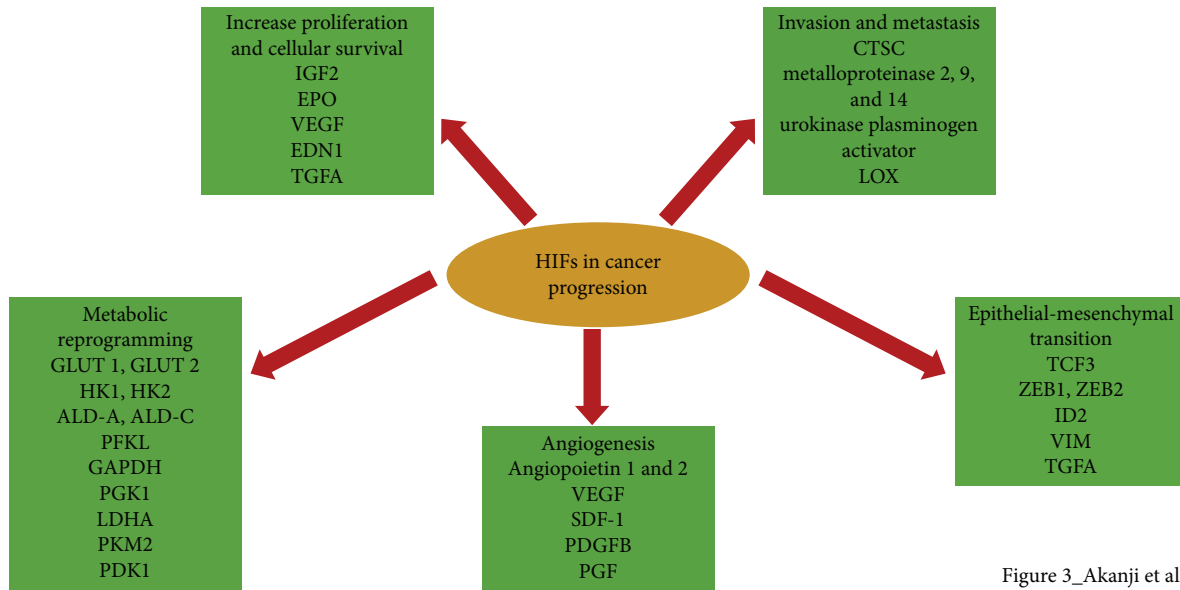 Increase proliferation
and cellular survival
IGF2
EPO
VEGF
EDN1
TGFA
Invasion and metastasis
CTSC
metalloproteinase 2, 9,
and 14
urokinase plasminogen
activator
LOX
HIFs in cancer
progression
Metabolic
reprogramming
GLUT 1, GLUT 2
HK1, HK2
ALD-A, ALD-C
PFKL
GAPDH
PGK1
LDHA
PKM2
PDK1
Angiogenesis
Angiopoietin 1 and 2
VEGF
SDF-1
PDGFB
PGF
Epithelial-mesenchymal
transition
TCF3
ZEB1, ZEB2
ID2
VIM
TGFA
Figure 3_Akanji et al